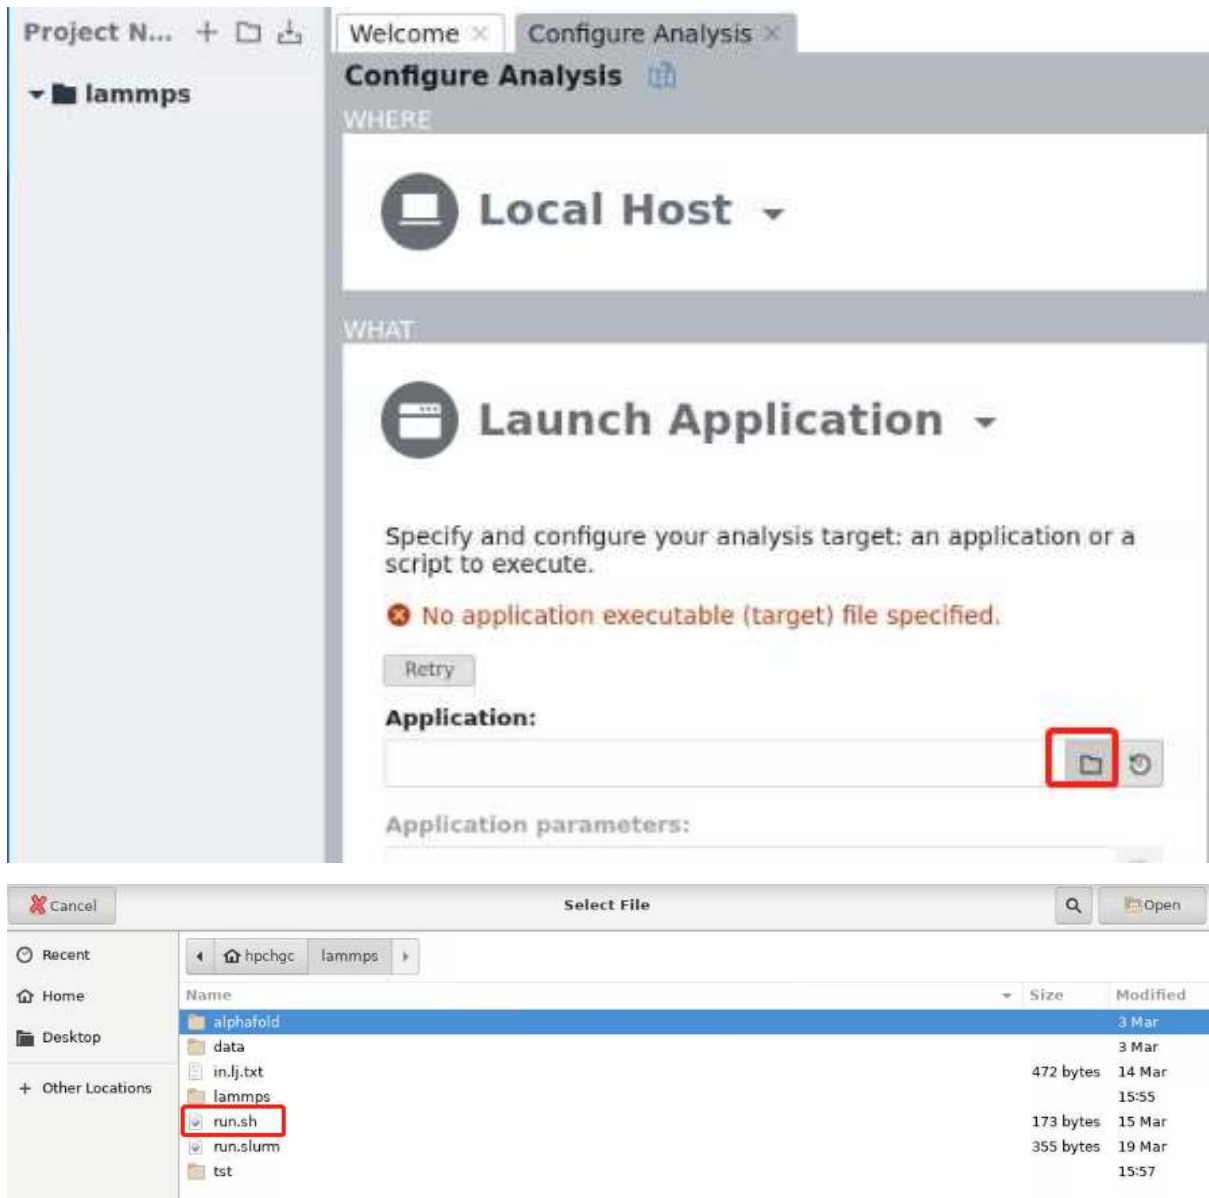 Project N...
Welcome
Configure Analysis
lammps
Configure Analysis
WHERE
Local Host
WHAT
Launch Application
Specify and configure your analysis target: an application or a
script to execute.
No application executable (target) file specified.
Retry
Application:
Application parameters:
Cancel
Select File
Open
Recent
hpchgc lammps
Home
Name Size Modified
alphafold 3 Mar
Desktop
data 3 Mar
in.lj.txt 472 bytes 14 Mar
Other Locations
lammps 15:55
run.sh 173 bytes 15 Mar
run.slurm 355 bytes 19 Mar
tst 15:57